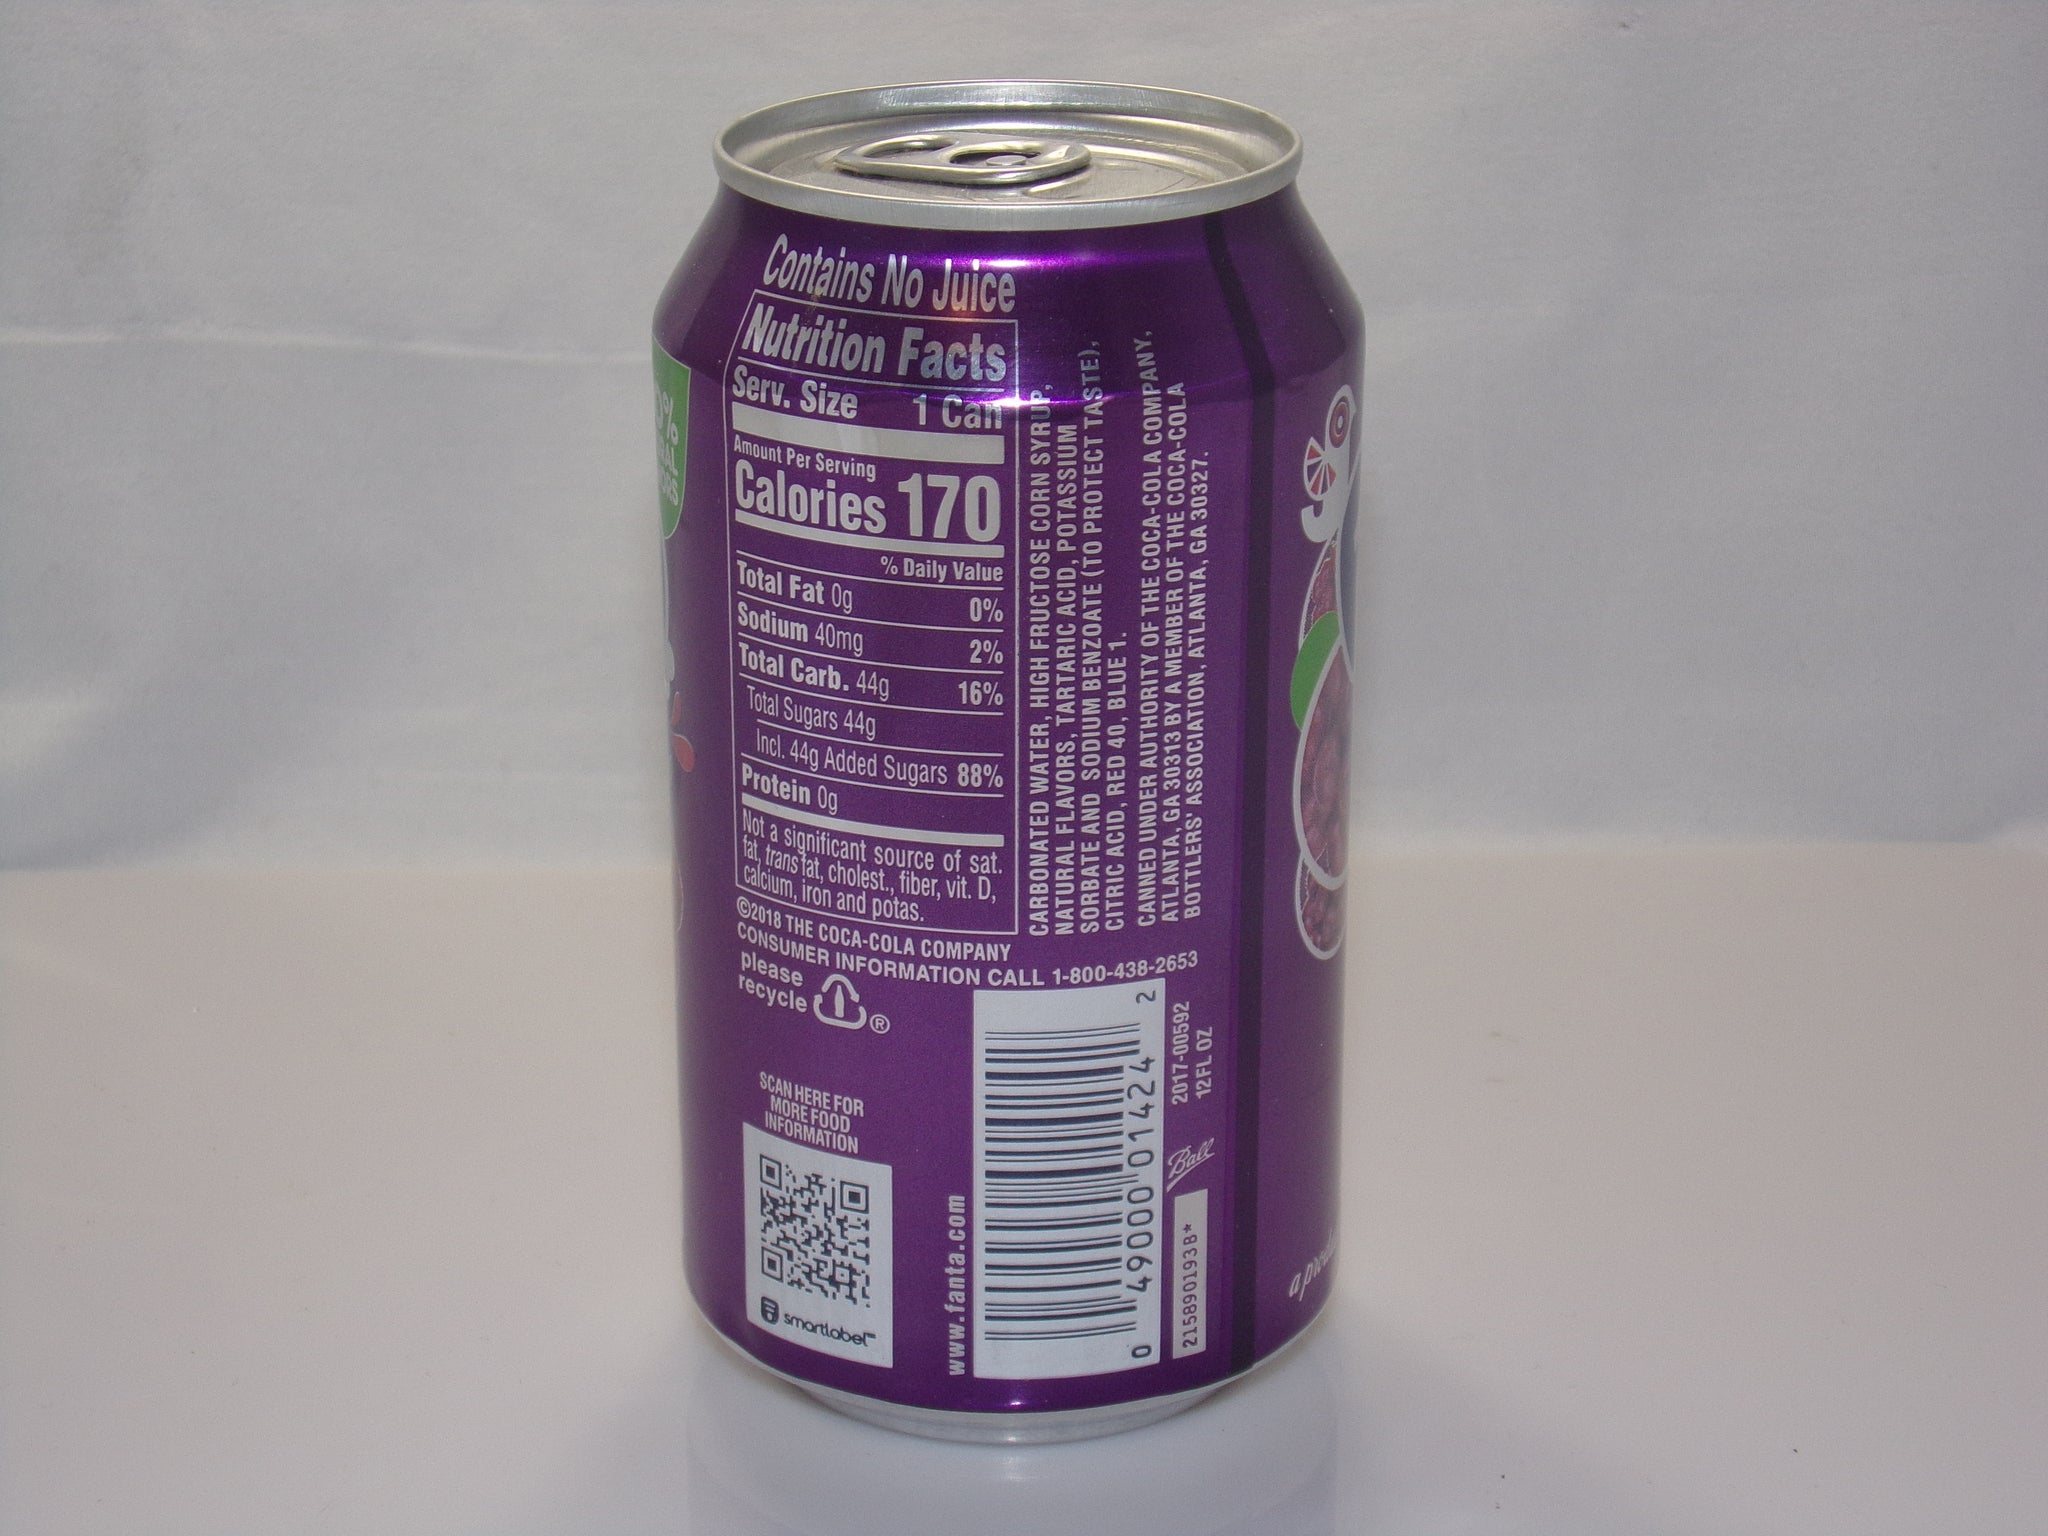 Contains No Juice
Nutrition Facts
Serv. Size 1 Can
Amount Per Serving
Calories 170
% Daily Value
Total Fat 0g 0%
Sodium 40mg 2%
Total Carb. 44g 16%
Total Sugars 44g
Incl. 44g Added Sugars 88%
Protein 0g
Not a significant source of sat.
fat, trans fat, cholest., fiber, vit. D,
calcium, iron and potas.
©2018 THE COCA-COLA COMPANY
CONSUMER INFORMATION CALL 1-800-438-2653
please
recycle
®
CARBONATED WATER, HIGH FRUCTOSE CORN SYRUP,
NATURAL FLAVORS, TARTARIC ACID, POTASSIUM
SORBATE AND SODIUM BENZOATE (TO PROTECT TASTE),
CITRIC ACID, RED 40, BLUE 1.
CANNED UNDER AUTHORITY OF THE COCA-COLA COMPANY,
ATLANTA, GA 30313 BY A MEMBER OF THE COCA-COLA
BOTTLERS' ASSOCIATION, ATLANTA, GA 30327.
SCAN HERE FOR
MORE FOOD
INFORMATION
smartlabel™
www.fanta.com
0 49000 01424 2
2017-00592
12FL OZ
Ball
215890193B*
a